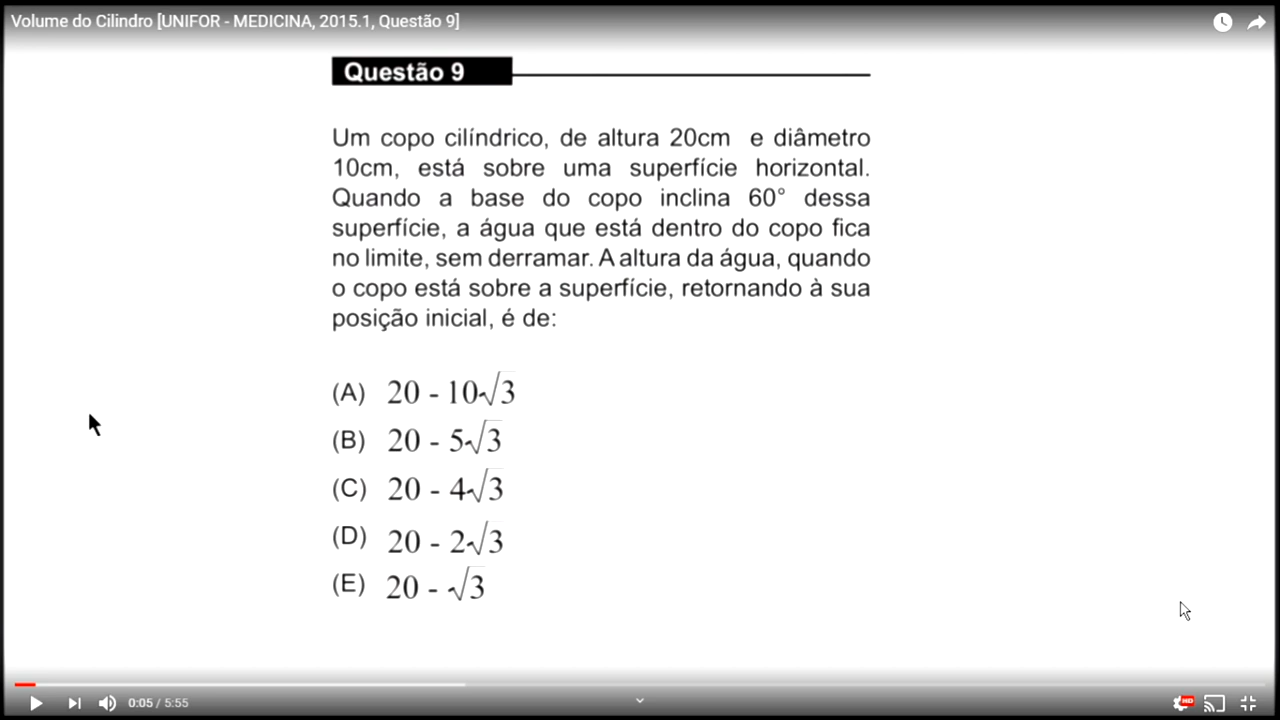 Volume do Cilindro [UNIFOR - MEDICINA, 2015.1, Questão 9]
Questão 9
Um copo cilíndrico, de altura 20cm e diâmetro
10cm, está sobre uma superfície horizontal.
Quando a base do copo inclina 60° dessa
superfície, a água que está dentro do copo fica
no limite, sem derramar. A altura da água, quando
o copo está sobre a superfície, retornando à sua
posição inicial, é de:
(A) 20 - 10√3
(B) 20 - 5√3
(C) 20 - 4√3
(D) 20 - 2√3
(E) 20 - √3
0:05 / 5:55
HD